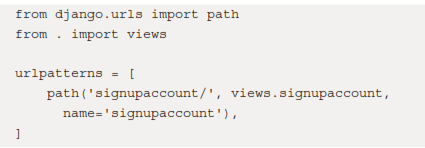 from django.urls import path
from . import views

urlpatterns = [
    path('signupaccount/', views.signupaccount,
      name='signupaccount'),
]